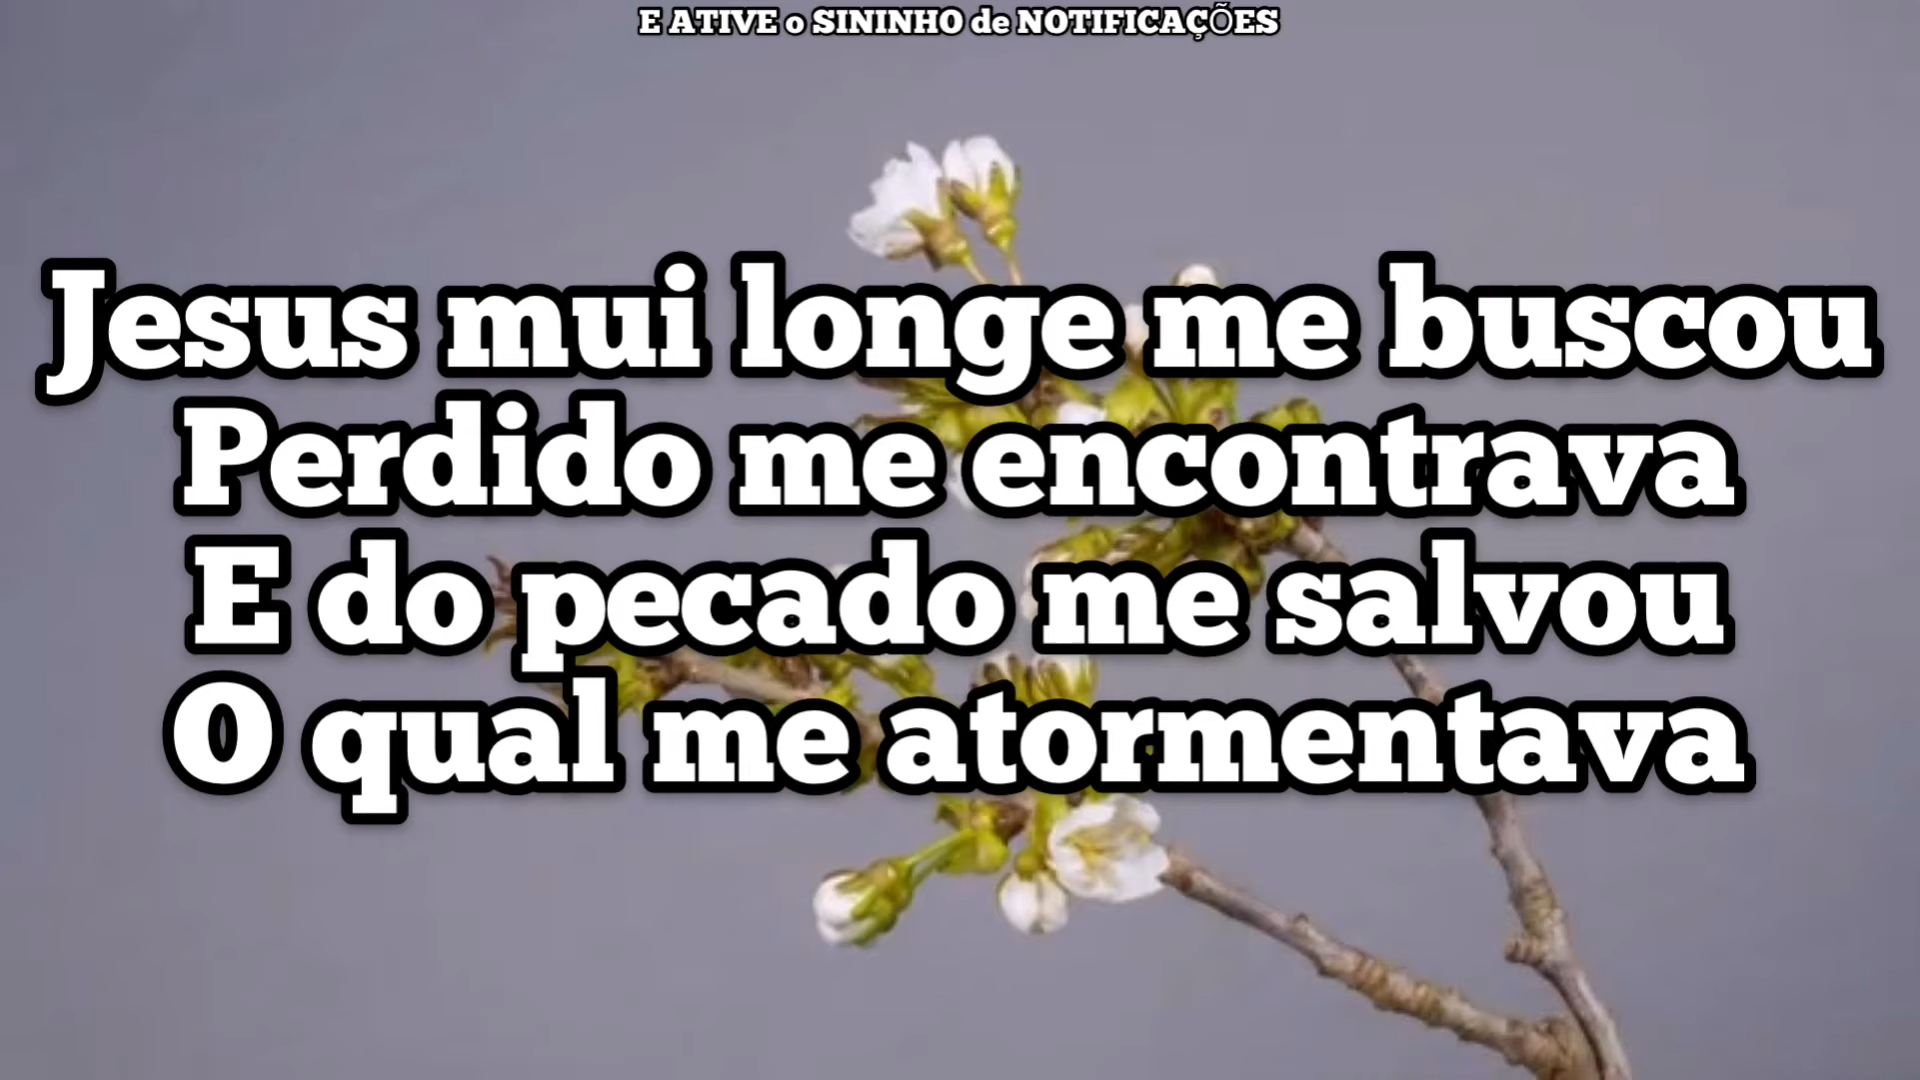 E ATIVE o SININHO de NOTIFICAÇÕES
Jesus mui longe me buscou
Perdido me encontrava
E do pecado me salvou
O qual me atormentava